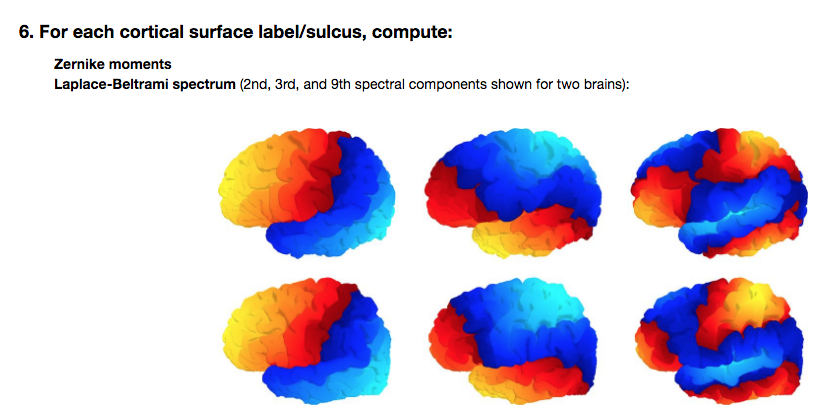 6. For each cortical surface label/sulcus, compute:
Zernike moments
Laplace-Beltrami spectrum (2nd, 3rd, and 9th spectral components shown for two brains):